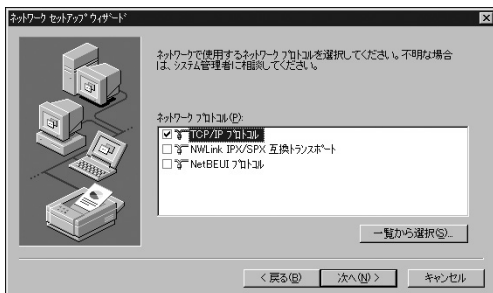 ネットワーク セットアップ ウィザード
ネットワークで使用するネットワーク プロトコルを選択してください。不明な場合
は、システム管理者に相談してください。
ネットワーク プロトコル(P):
TCP/IP プロトコル
NWLink IPX/SPX 互換トランスポート
NetBEUI プロトコル
一覧から選択(S)...
< 戻る(B)
次へ(N) >
キャンセル